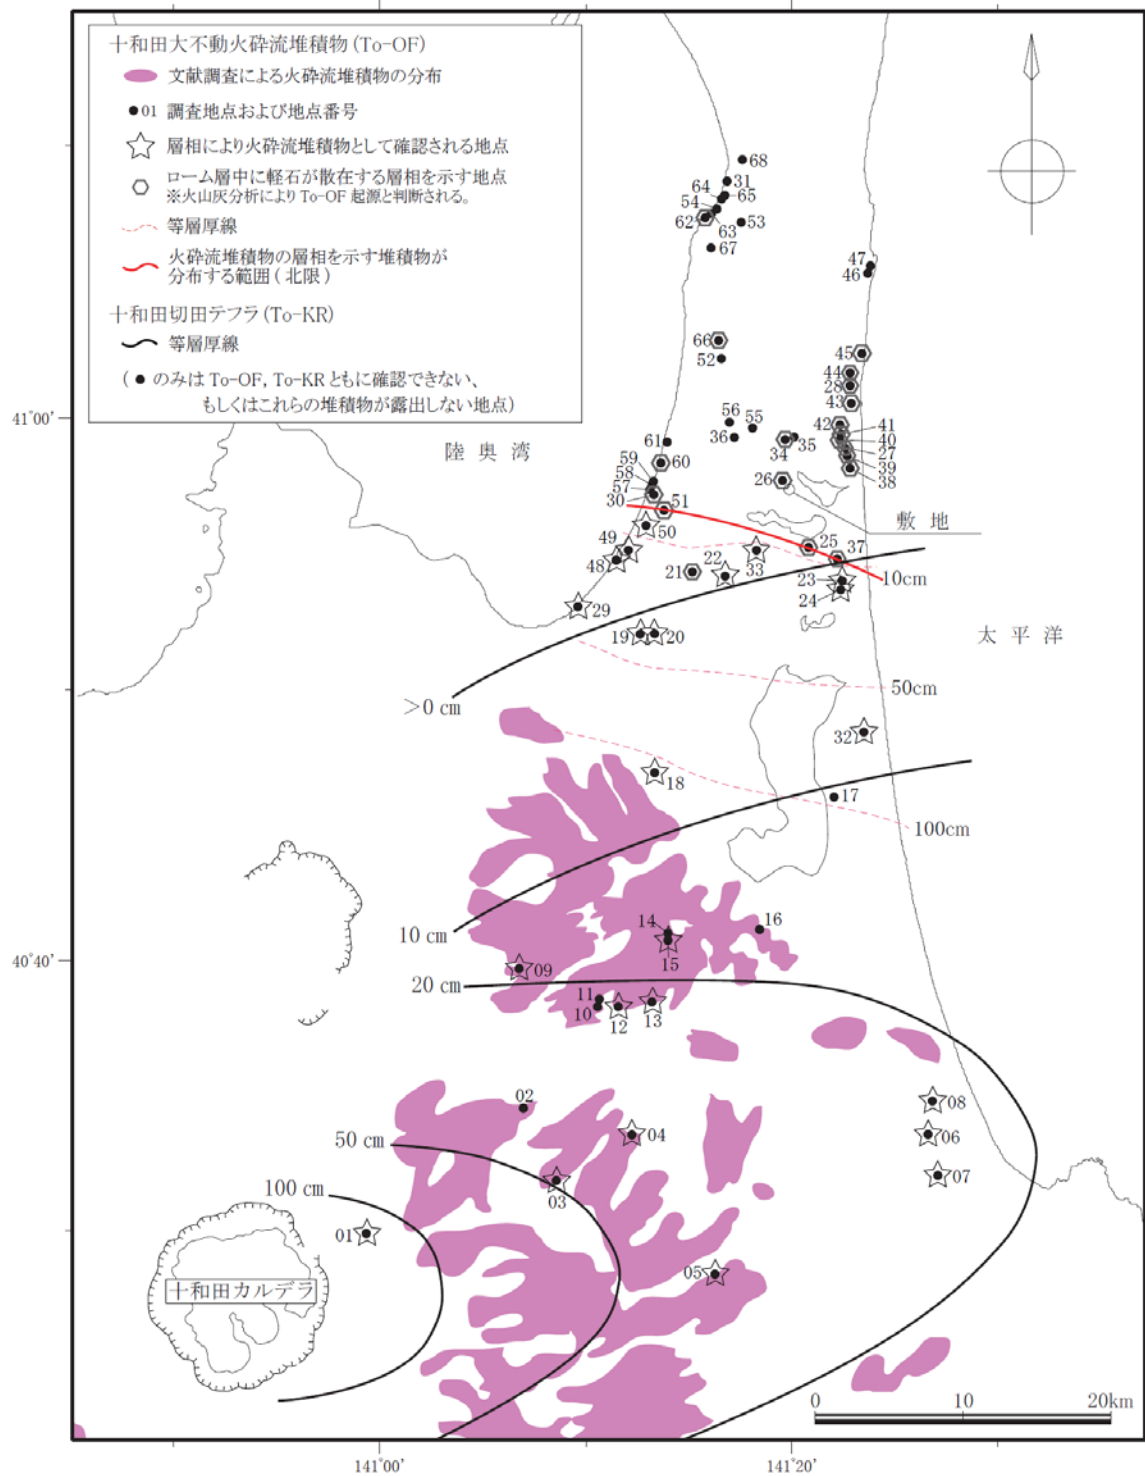 十和田大不動火砕流堆積物 (To-OF)
文献調査による火砕流堆積物の分布
01 調査地点および地点番号
層相により火砕流堆積物として確認される地点
ローム層中に軽石が散在する層相を示す地点
※火山灰分析により To-OF 起源と判断される。
等層厚線
火砕流堆積物の層相を示す堆積物が
分布する範囲 ( 北限 )
十和田切田テフラ (To-KR)
等層厚線
( ● のみは To-OF, To-KR ともに確認できない、
もしくはこれらの堆積物が露出しない地点)
68
31
64
65
54
62
63
53
67
47
46
66
52
45
44
28
43
41°00'
陸奥湾
56
55
42
41
61
36
34
35
40
27
59
60
39
58
26
38
57
30
51
敷地
50
49
25
37
48
22
33
21
23
10cm
24
29
太平洋
19
20
50cm
>0 cm
32
18
17
100cm
10 cm
14
16
15
40°40'
09
20 cm
11
10
12
13
02
08
50 cm
04
06
03
07
100 cm
01
05
十和田カルデラ
0
10
20km
141°00'
141°20'